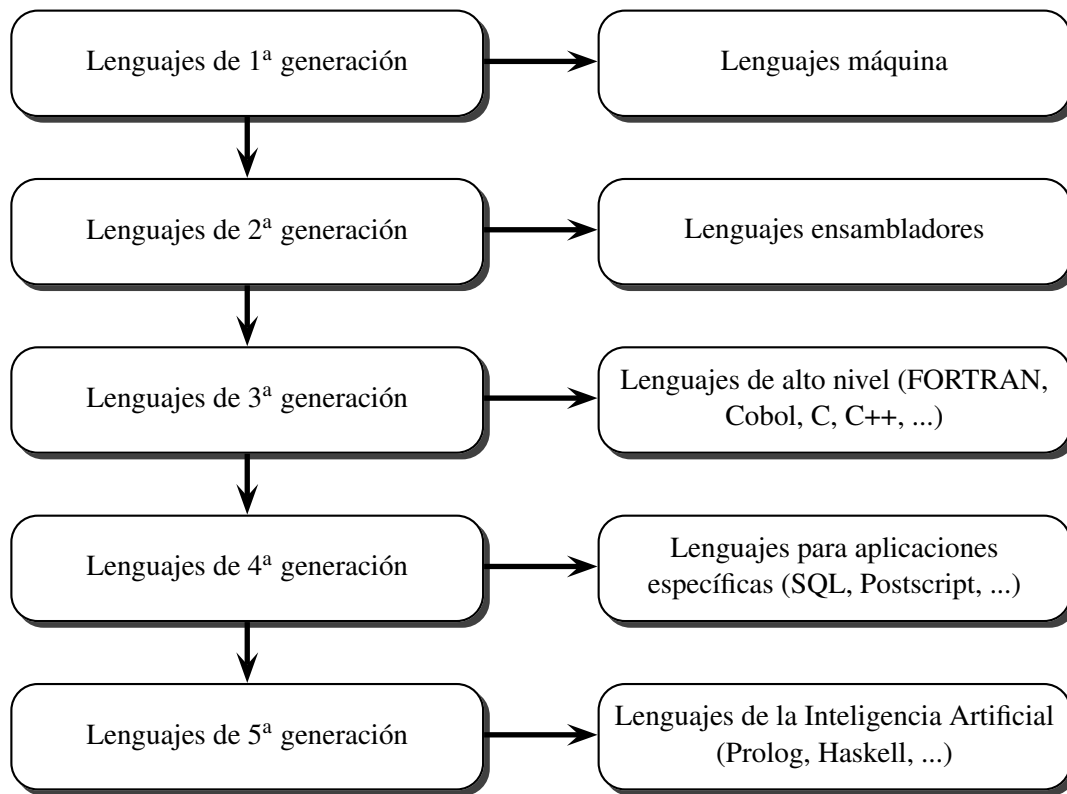 Lenguajes de 1ª generación
Lenguajes máquina
Lenguajes de 2ª generación
Lenguajes ensambladores
Lenguajes de 3ª generación
Lenguajes de alto nivel (FORTRAN,
Cobol, C, C++, ...)
Lenguajes de 4ª generación
Lenguajes para aplicaciones
específicas (SQL, Postscript, ...)
Lenguajes de 5ª generación
Lenguajes de la Inteligencia Artificial
(Prolog, Haskell, ...)